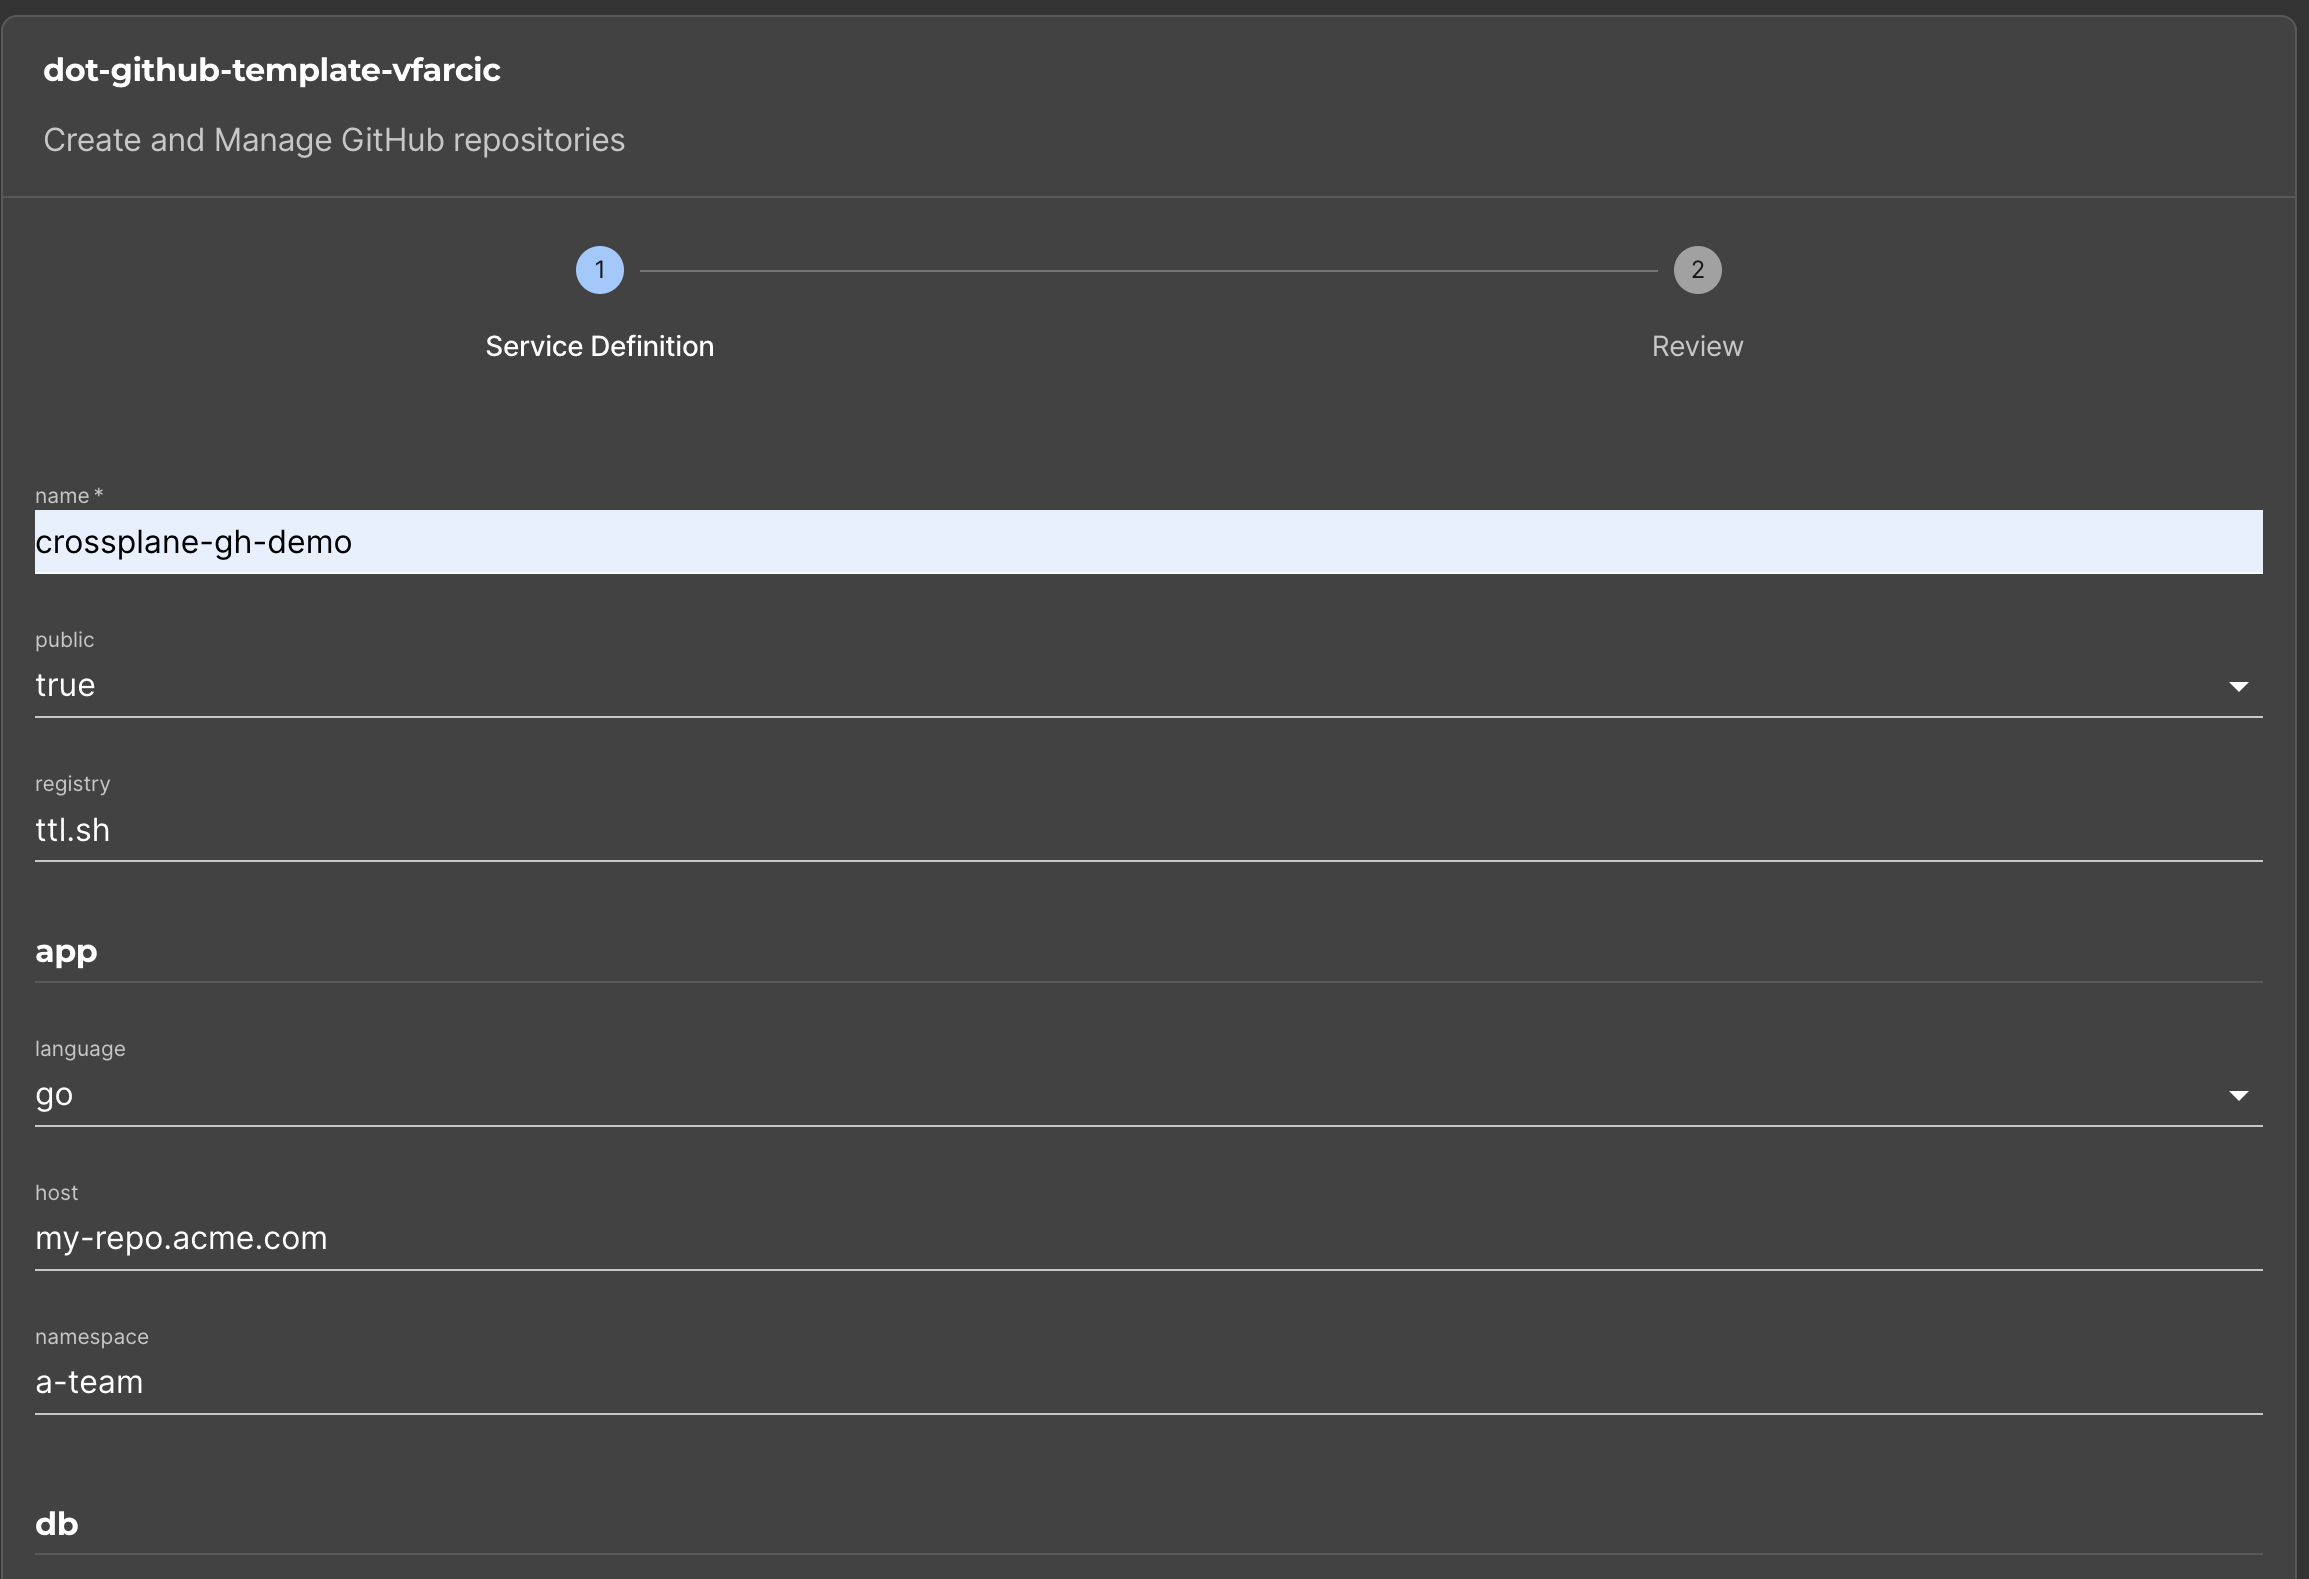 dot-github-template-vfarcic
Create and Manage GitHub repositories
1
2
Service Definition
Review
name *
crossplane-gh-demo
public
true
registry
ttl.sh
app
language
go
host
my-repo.acme.com
namespace
a-team
db